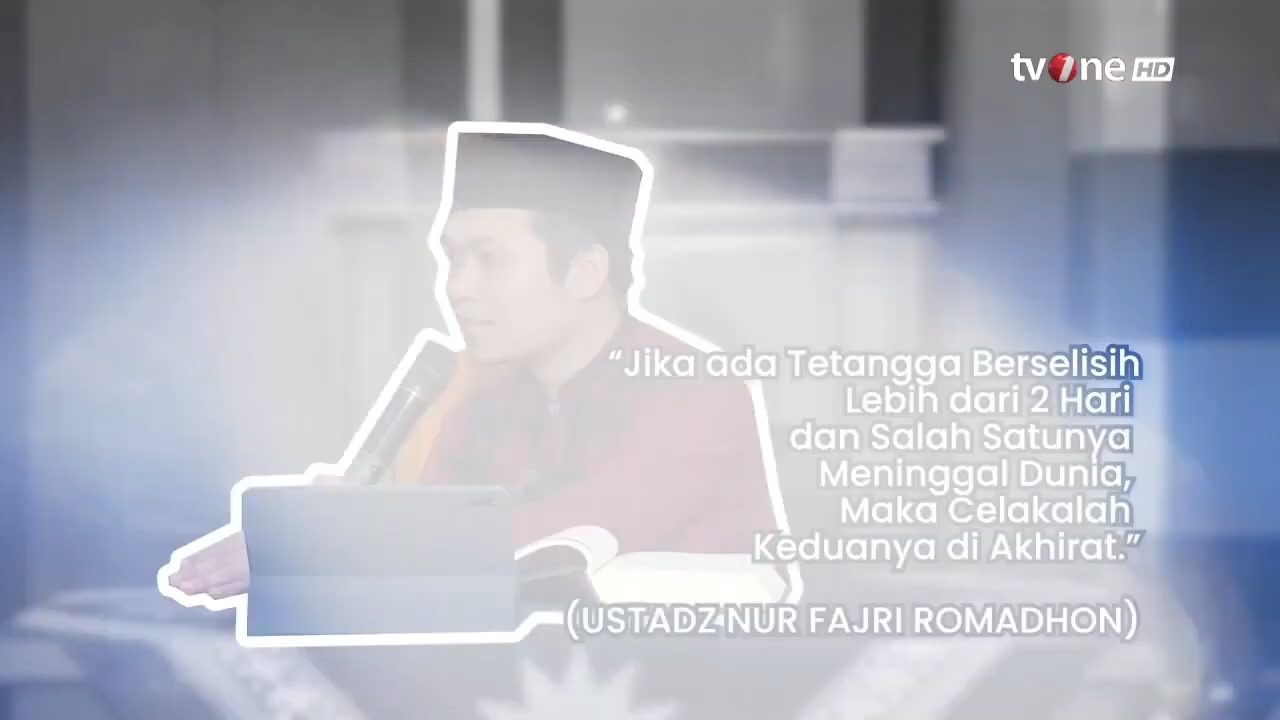 tvOne HD
“Jika ada Tetangga Berselisih
Lebih dari 2 Hari
dan Salah Satunya
Meninggal Dunia,
Maka Celakalah
Keduanya di Akhirat.”
(USTADZ NUR FAJRI ROMADHON)